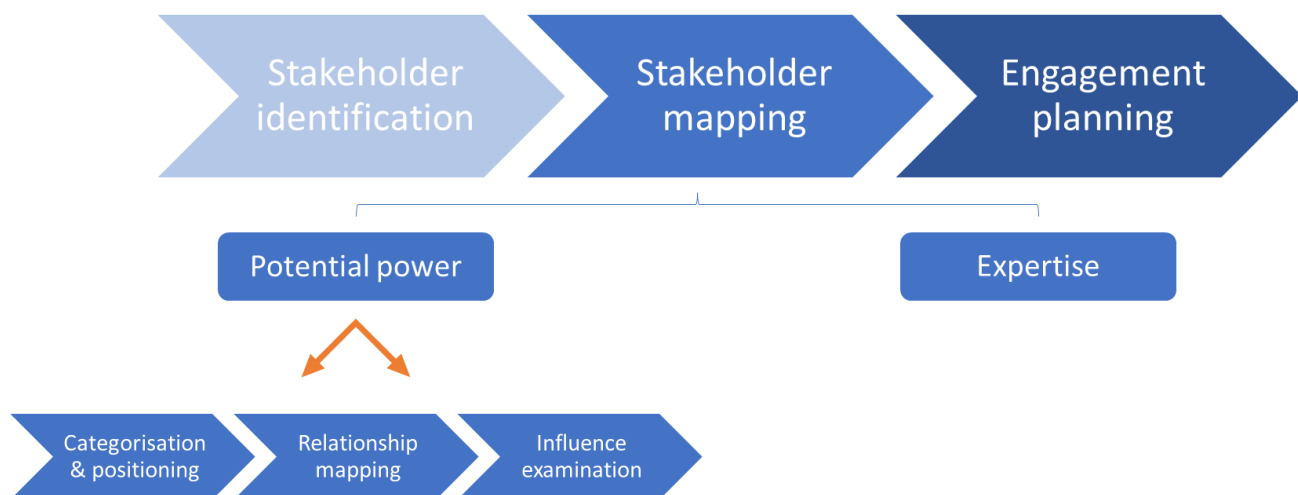 Stakeholder
identification
Stakeholder
mapping
Engagement
planning
Potential power
Expertise
Categorisation
& positioning
Relationship
mapping
Influence
examination